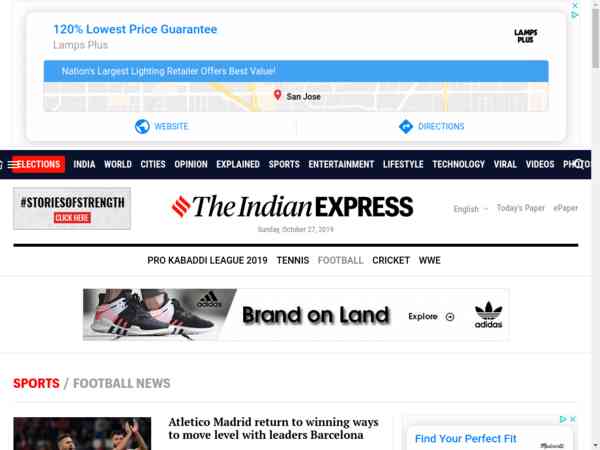 120% Lowest Price Guarantee
Lamps Plus
LAMPS
PLUS
Nation's Largest Lighting Retailer Offers Best Value!
San Jose
WEBSITE
DIRECTIONS
ELECTIONS INDIA WORLD CITIES OPINION EXPLAINED SPORTS ENTERTAINMENT LIFESTYLE TECHNOLOGY VIRAL VIDEOS PHOTOS
#STORIESOFSTRENGTH
CLICK HERE
The Indian EXPRESS
English
Today's Paper
ePaper
Sunday, October 27, 2019
PRO KABADDI LEAGUE 2019 TENNIS FOOTBALL CRICKET WWE
adidas
Brand on Land
Explore
adidas
SPORTS / FOOTBALL NEWS
Atletico Madrid return to winning ways
to move level with leaders Barcelona
Find Your Perfect Fit